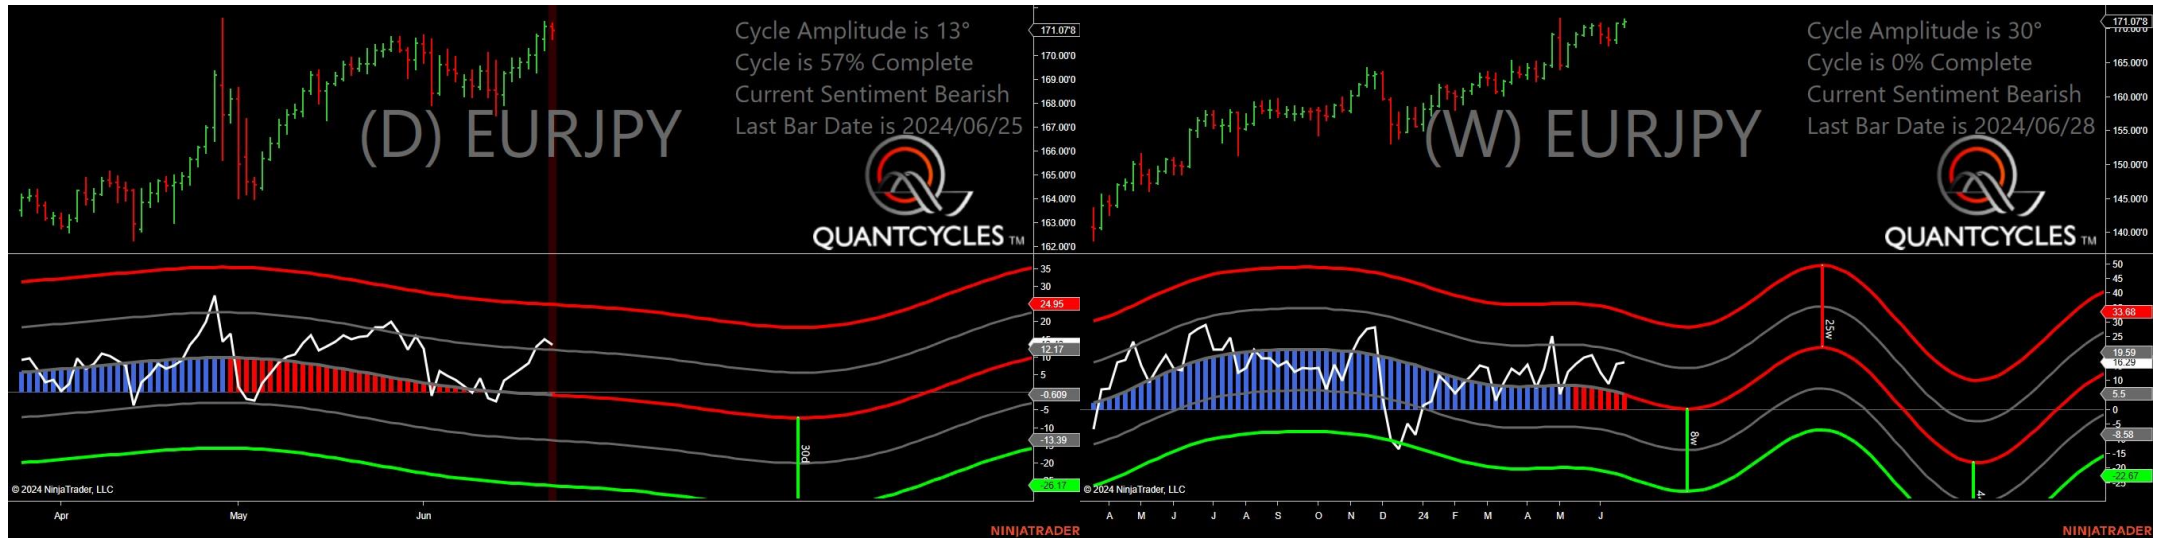 Cycle Amplitude is 13°
Cycle is 57% Complete
Current Sentiment Bearish
Last Bar Date is 2024/06/25
(D) EURJPY
QUANTCYCLES TM
171.07'8
170.00'0
169.00'0
168.00'0
167.00'0
166.00'0
165.00'0
164.00'0
163.00'0
162.00'0
35
30
24.95
20
12.17
10
5
-0.609
-5
-10
-13.39
-20
-26.17
30d
© 2024 NinjaTrader, LLC
Apr May Jun
NINJATRADER
Cycle Amplitude is 30°
Cycle is 0% Complete
Current Sentiment Bearish
Last Bar Date is 2024/06/28
(W) EURJPY
QUANTCYCLES TM
171.07'8
170.00'0
165.00'0
160.00'0
155.00'0
150.00'0
145.00'0
140.00'0
50
45
40
33.68
30
25
19.59
16.29
10
5.5
0
-5
-8.58
-15
-20
-22.67
-25
25w
8w
© 2024 NinjaTrader, LLC
A M J J A S O N D 24 F M A M J
NINJATRADER